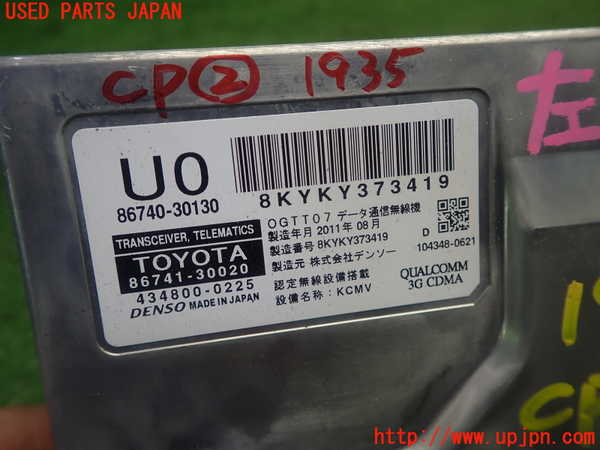 USED PARTS JAPAN
CP② 1935
左
U0
86740-30130
8KYKY373419
TRANSCEIVER, TELEMATICS
TOYOTA
86741-30020
434800-0225
DENSO MADE IN JAPAN
OGTT07 データ通信無線機
製造年月 2011年 08月
製造番号 8KYKY373419
製造元 株式会社デンソー
認定無線設備搭載
設備名称：KCMV
D
104348-0621
QUALCOMM
3G CDMA
CP
http://www.upjpn.com/